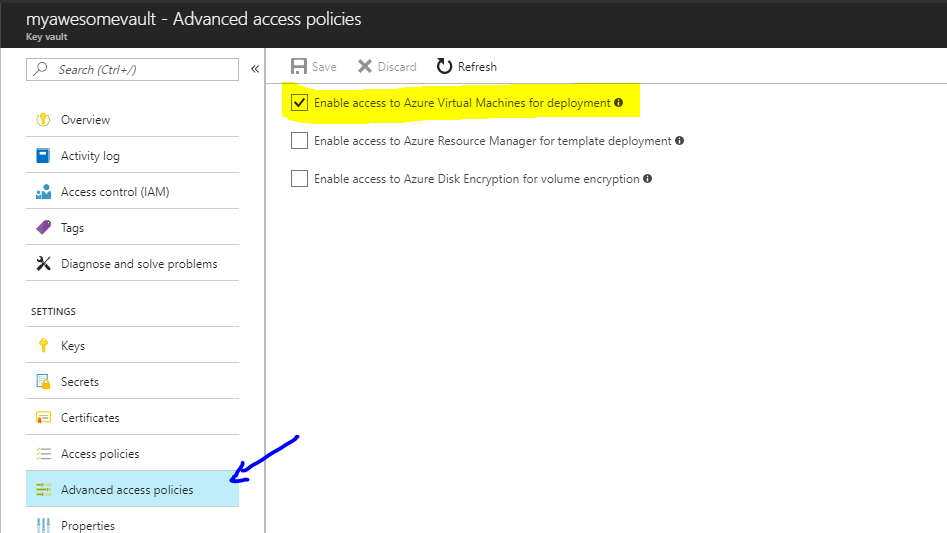 myawesomevault - Advanced access policies
Key vault
Search (Ctrl+/)
«
Save
Discard
Refresh
Enable access to Azure Virtual Machines for deployment
Enable access to Azure Resource Manager for template deployment
Enable access to Azure Disk Encryption for volume encryption
Overview
Activity log
Access control (IAM)
Tags
Diagnose and solve problems
SETTINGS
Keys
Secrets
Certificates
Access policies
Advanced access policies
Properties